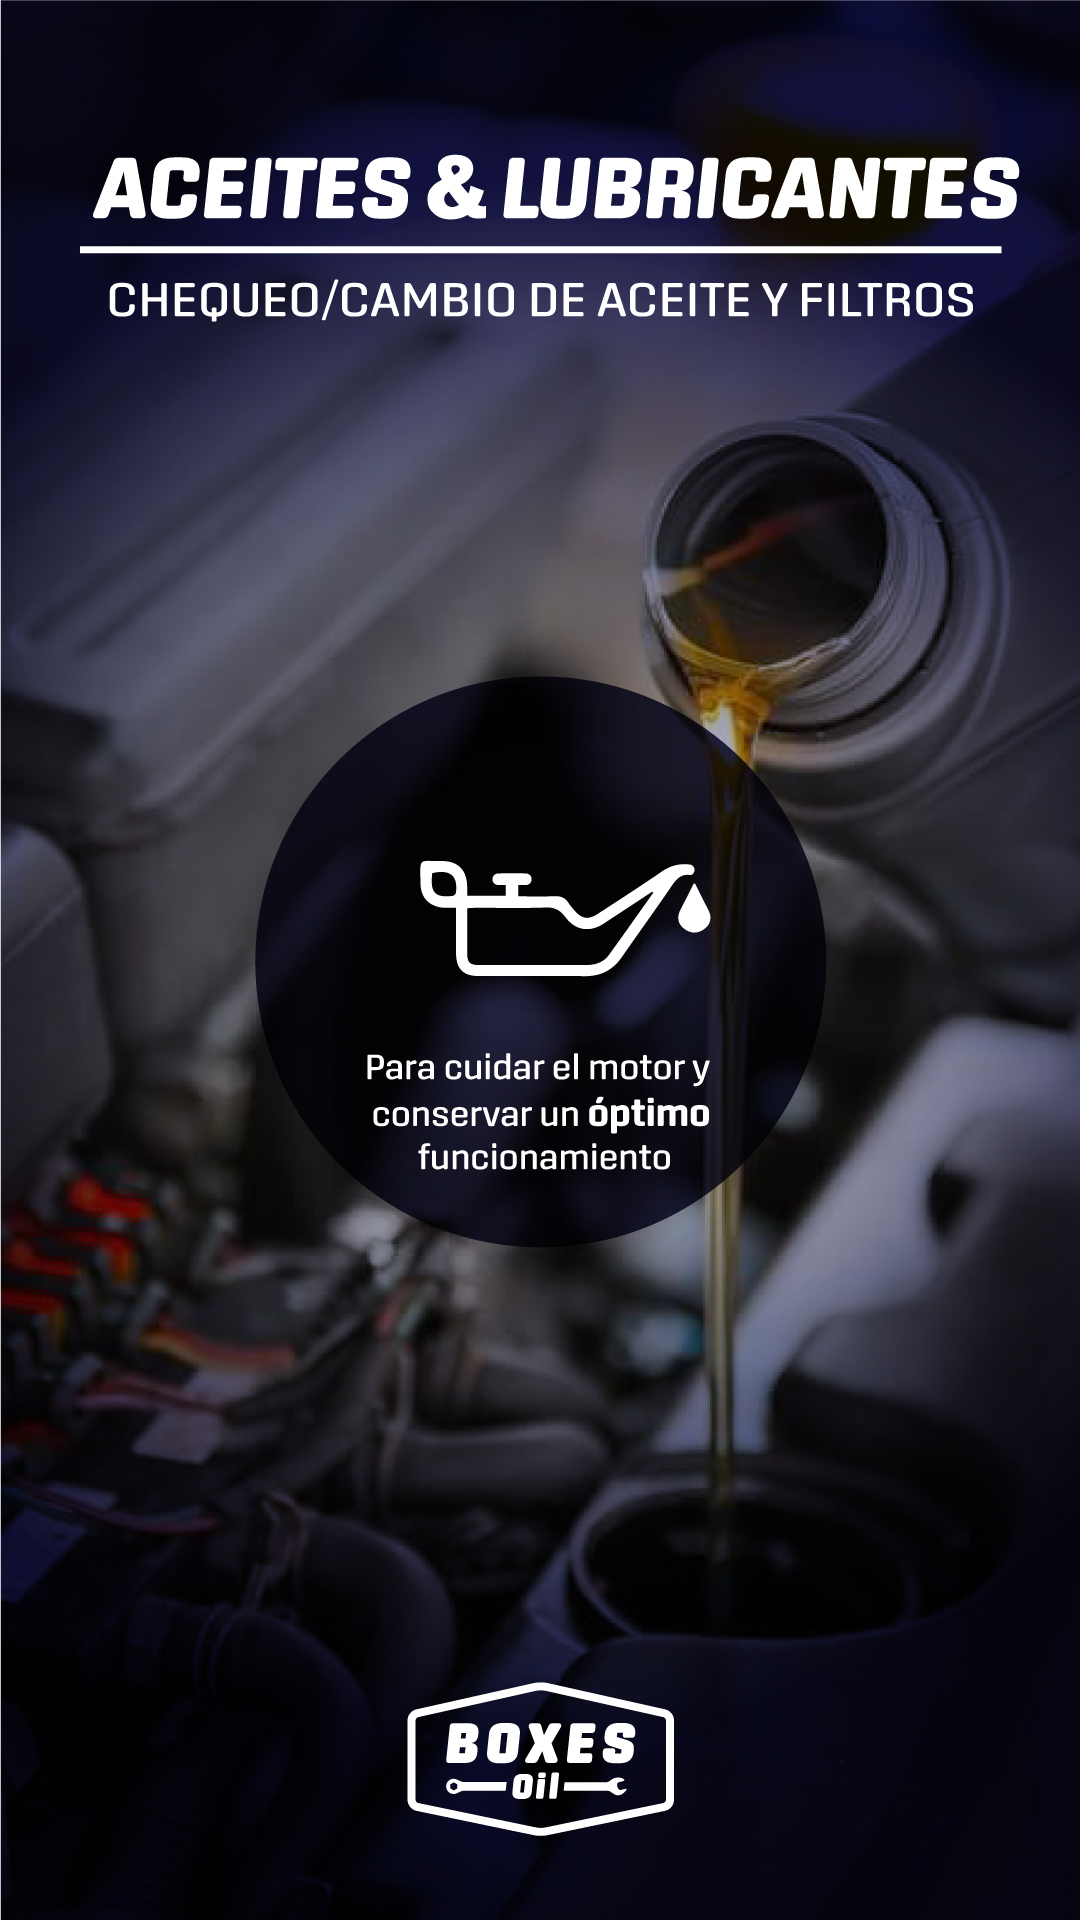 ACEITES & LUBRICANTES
CHEQUEO/CAMBIO DE ACEITE Y FILTROS
Para cuidar el motor y
conservar un óptimo
funcionamiento
BOXES
Oil